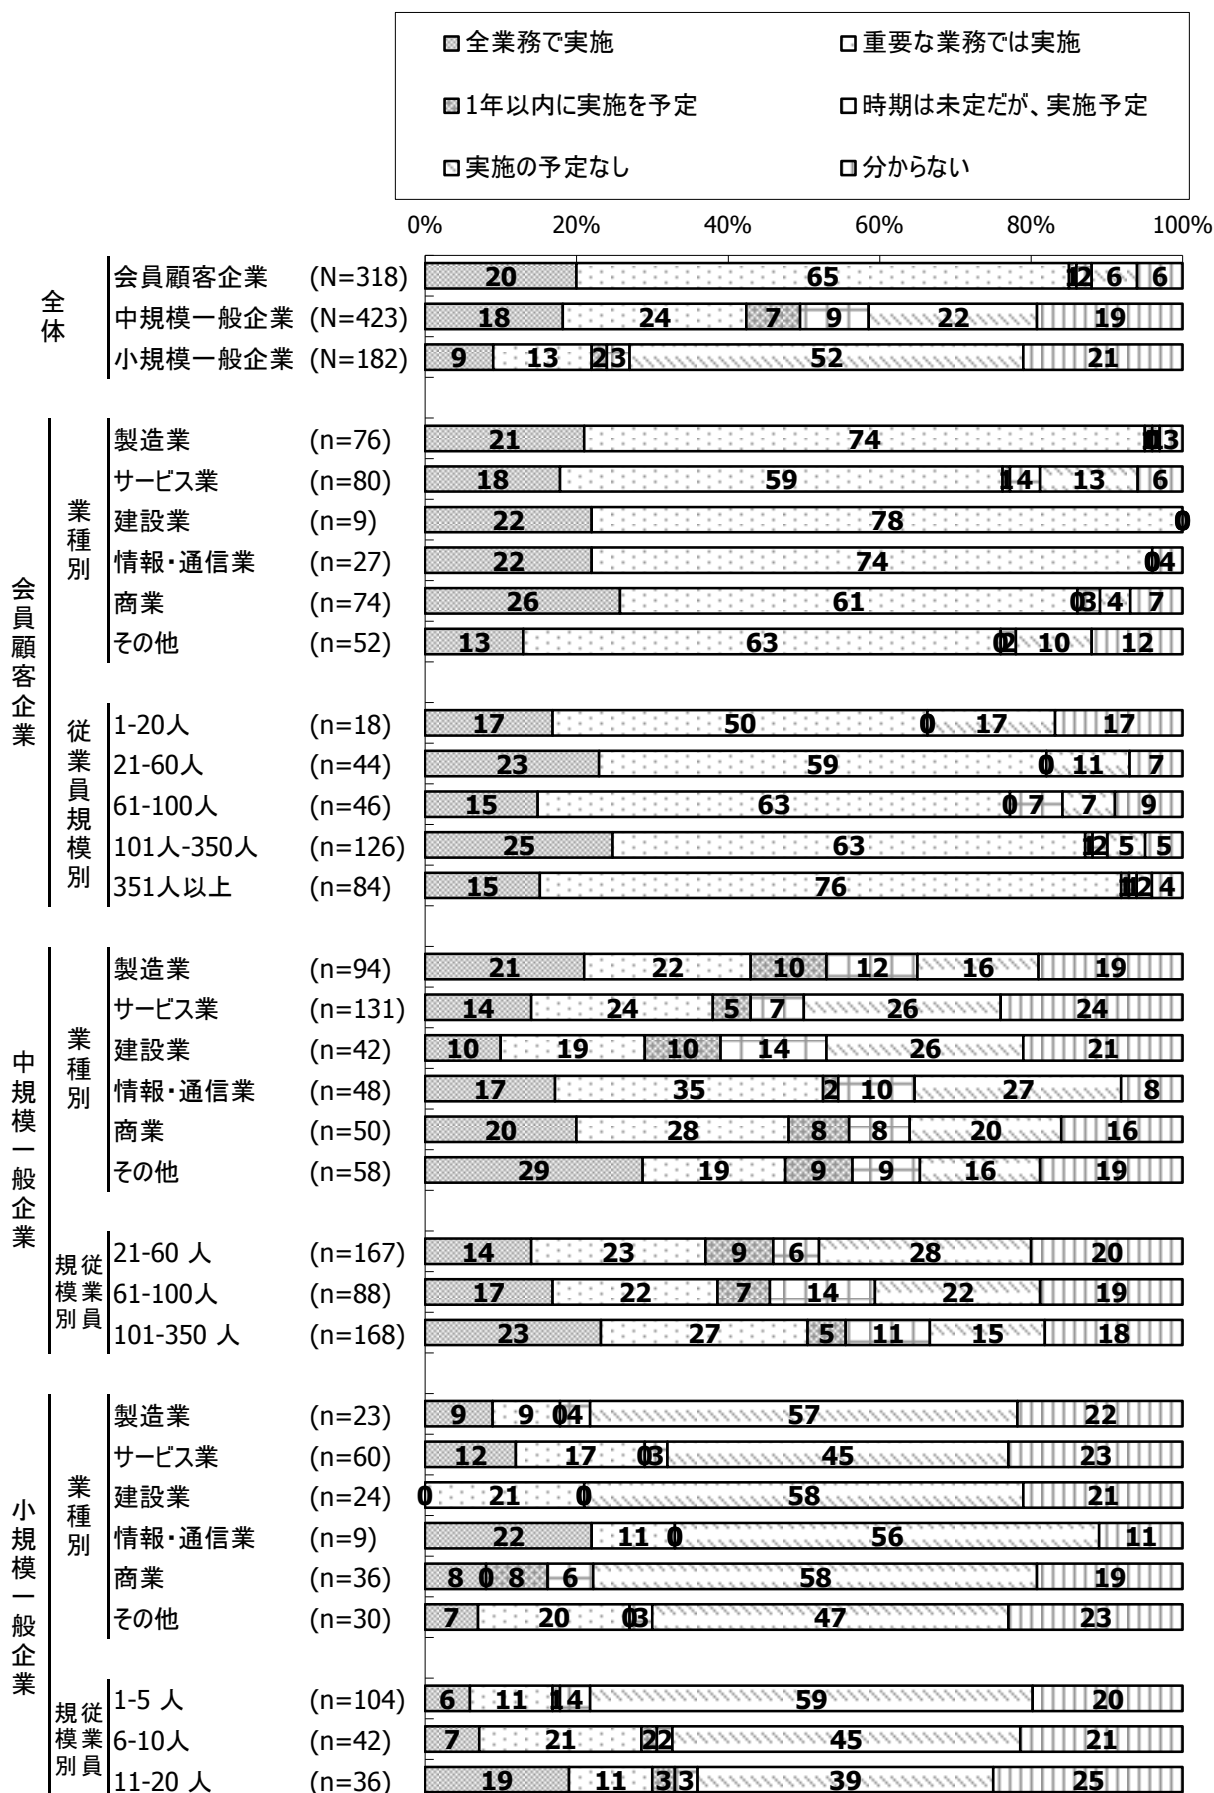 全業務で実施 重要な業務では実施
1年以内に実施を予定 時期は未定だが、実施予定
実施の予定なし 分からない
0% 20% 40% 60% 80% 100%
全体
会員顧客企業 (N=318) 20 65 1 2 6 6
中規模一般企業 (N=423) 18 24 7 9 22 19
小規模一般企業 (N=182) 9 13 2 3 52 21
会員顧客企業
業種別
製造業 (n=76) 21 74 1 3
サービス業 (n=80) 18 59 1 4 13 6
建設業 (n=9) 22 78 0
情報・通信業 (n=27) 22 74 0 4
商業 (n=74) 26 61 0 3 4 7
その他 (n=52) 13 63 0 2 10 12
従業員規模別
1-20人 (n=18) 17 50 0 17 17
21-60人 (n=44) 23 59 0 11 7
61-100人 (n=46) 15 63 0 7 7 9
101人-350人 (n=126) 25 63 1 2 5 5
351人以上 (n=84) 15 76 1 1 2 4
中規模一般企業
業種別
製造業 (n=94) 21 22 10 12 16 19
サービス業 (n=131) 14 24 5 7 26 24
建設業 (n=42) 10 19 10 14 26 21
情報・通信業 (n=48) 17 35 2 10 27 8
商業 (n=50) 20 28 8 8 20 16
その他 (n=58) 29 19 9 9 16 19
従業員規模別
21-60 人 (n=167) 14 23 9 6 28 20
61-100人 (n=88) 17 22 7 14 22 19
101-350 人 (n=168) 23 27 5 11 15 18
小規模一般企業
業種別
製造業 (n=23) 9 9 0 4 57 22
サービス業 (n=60) 12 17 0 3 45 23
建設業 (n=24) 0 21 0 58 21
情報・通信業 (n=9) 22 11 0 56 11
商業 (n=36) 8 0 8 6 58 19
その他 (n=30) 7 20 0 3 47 23
従業員規模別
1-5 人 (n=104) 6 11 1 4 59 20
6-10人 (n=42) 7 21 2 2 45 21
11-20 人 (n=36) 19 11 3 3 39 25